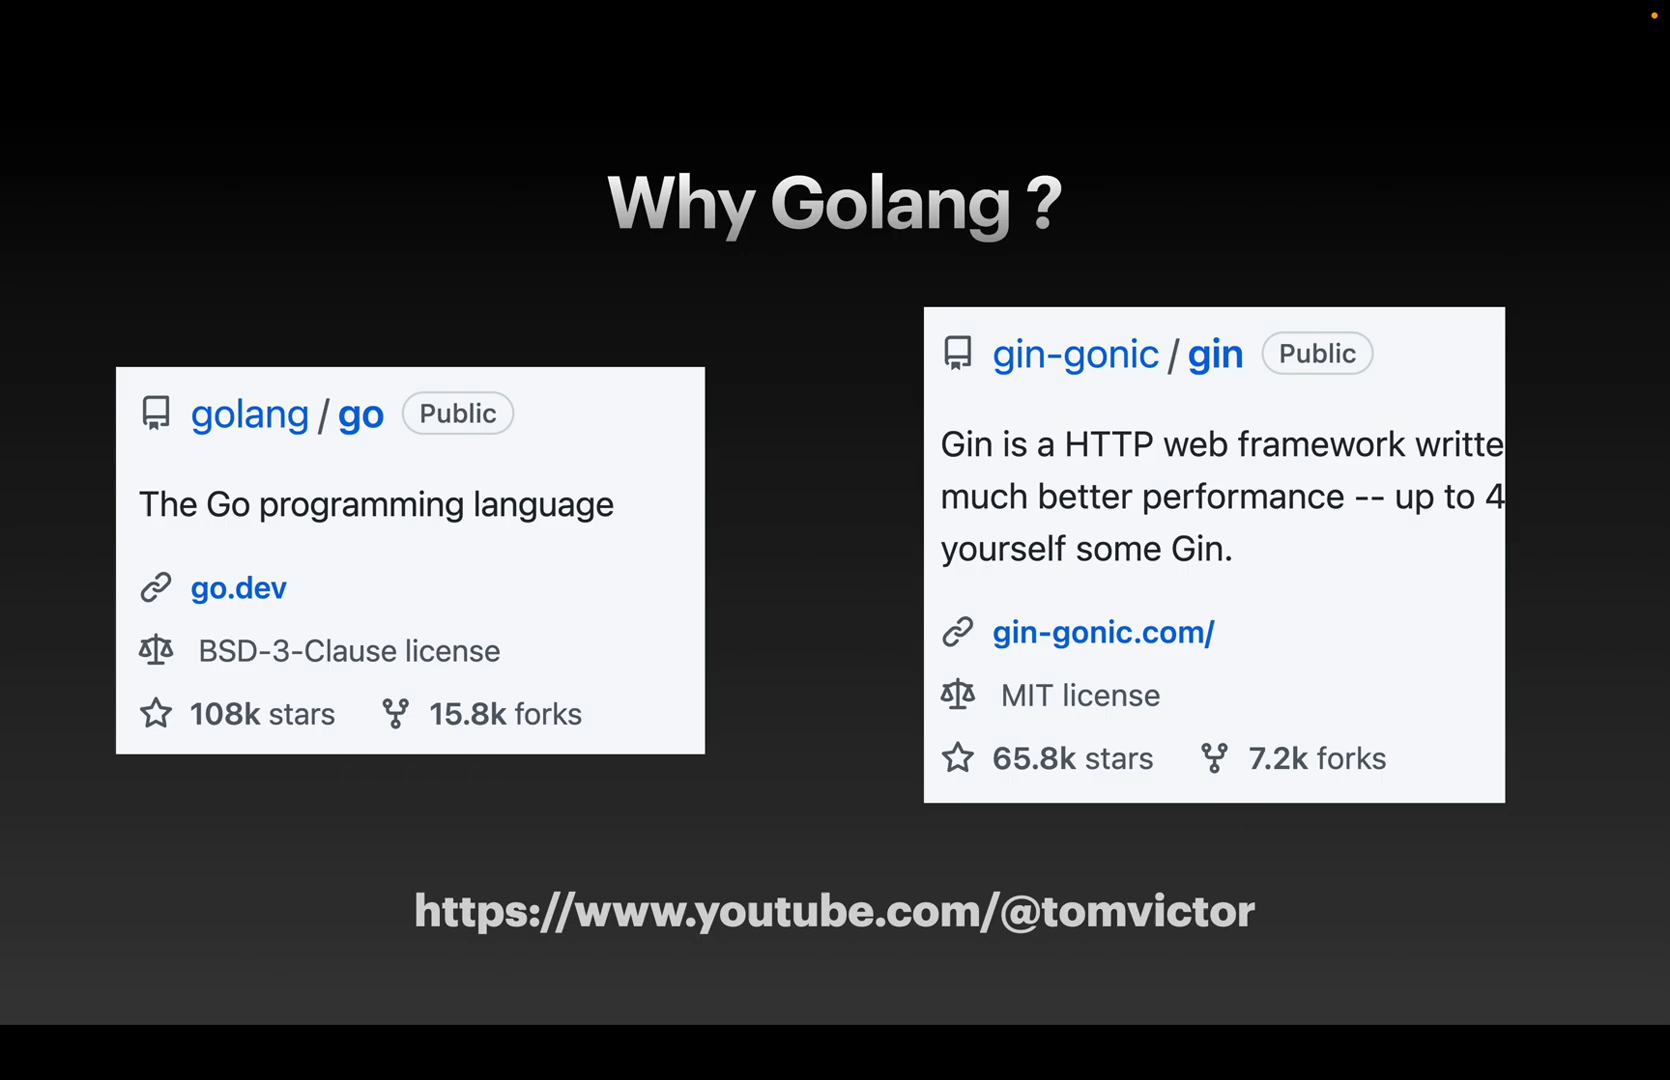 Why Golang ?
golang / go Public
The Go programming language
go.dev
BSD-3-Clause license
108k stars 15.8k forks
gin-gonic / gin Public
Gin is a HTTP web framework writte
much better performance -- up to 4
yourself some Gin.
gin-gonic.com/
MIT license
65.8k stars 7.2k forks
https://www.youtube.com/@tomvictor